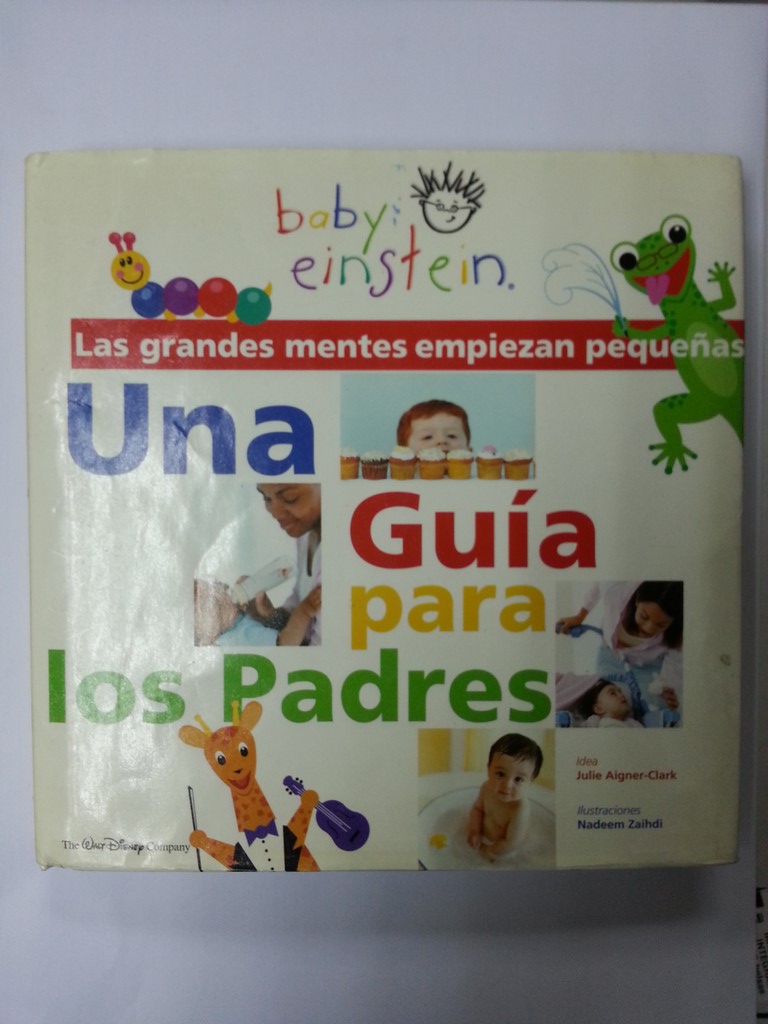 baby
einstein.
Las grandes mentes empiezan pequeñas
Una
Guía
para
los Padres
Idea
Julie Aigner-Clark
Ilustraciones
Nadeem Zaihdi
The Walt Disney Company